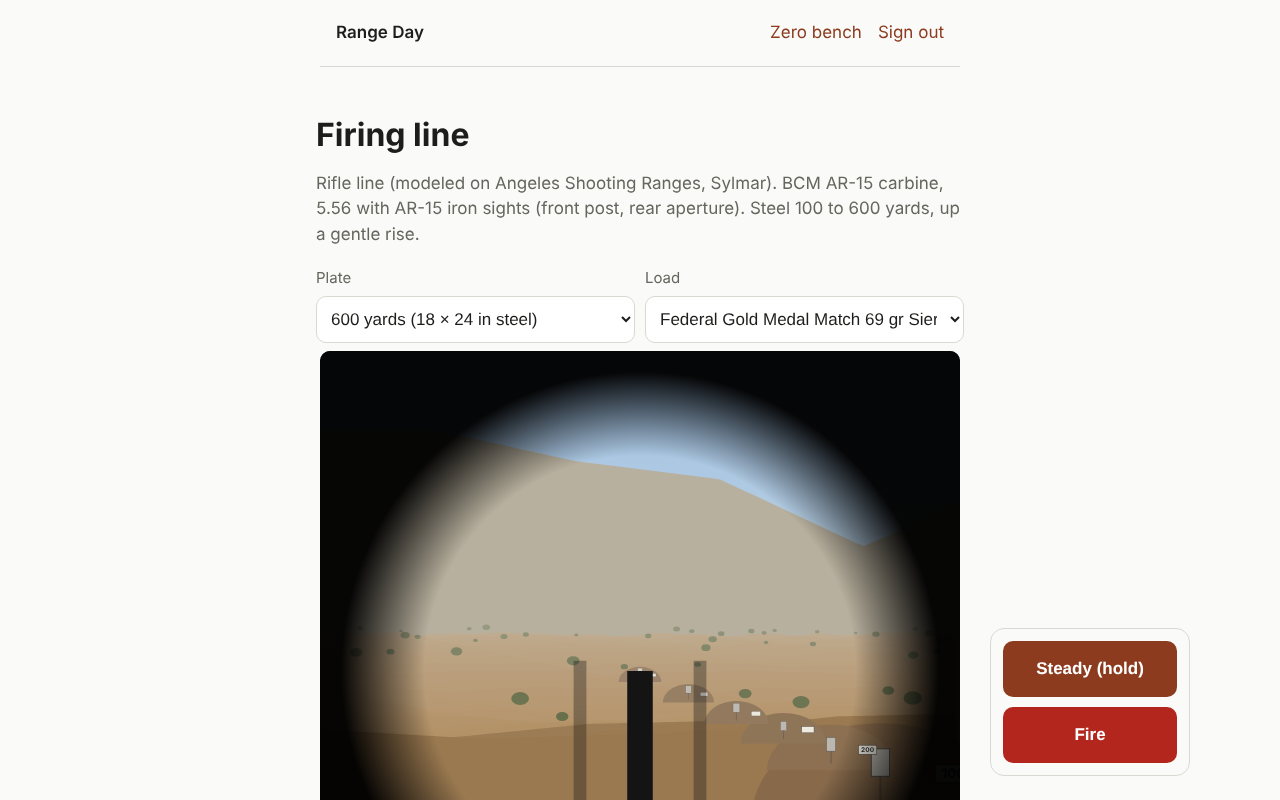 Range Day
Zero bench Sign out
Firing line
Rifle line (modeled on Angeles Shooting Ranges, Sylmar). BCM AR-15 carbine,
5.56 with AR-15 iron sights (front post, rear aperture). Steel 100 to 600 yards, up
a gentle rise.
Plate
Load
600 yards (18 × 24 in steel)
Federal Gold Medal Match 69 gr Sier
200
Steady (hold)
Fire